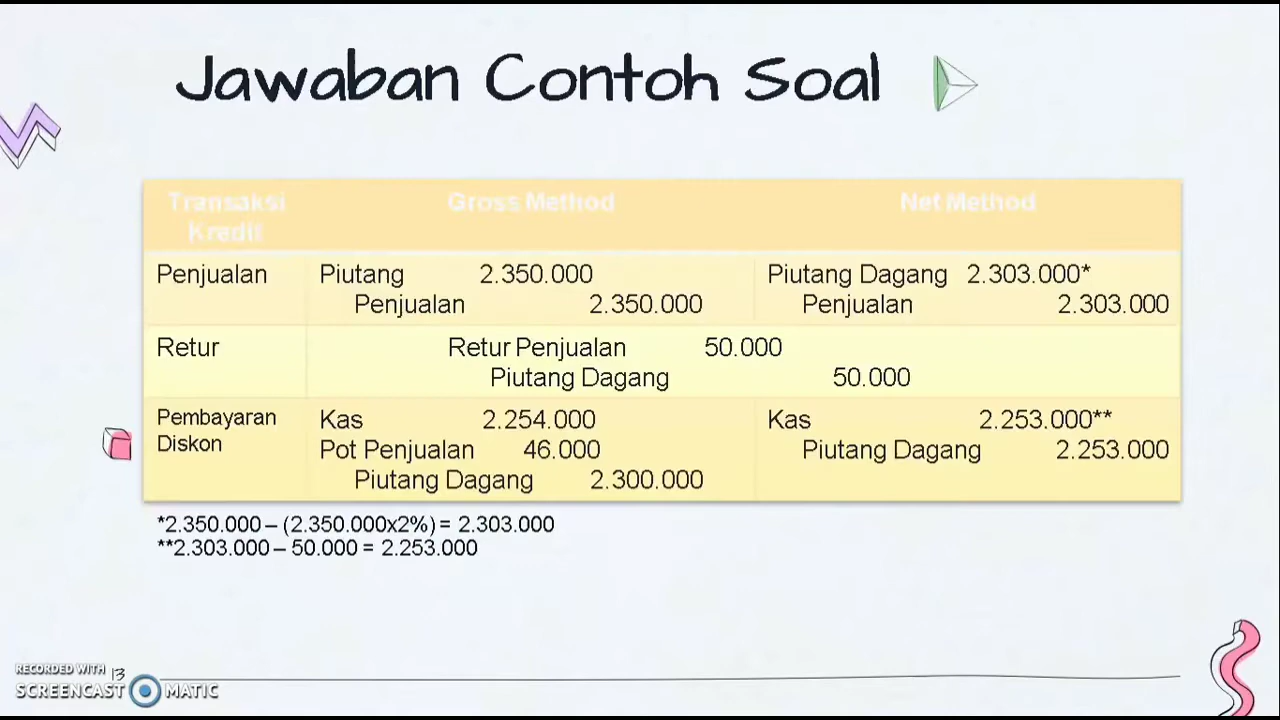 Jawaban Contoh Soal
Transaksi Kredit Gross Method Net Method
Penjualan Piutang 2.350.000 Piutang Dagang 2.303.000*
Penjualan 2.350.000 Penjualan 2.303.000
Retur Retur Penjualan 50.000
Piutang Dagang 50.000
Pembayaran Kas 2.254.000 Kas 2.253.000**
Diskon Pot Penjualan 46.000 Piutang Dagang 2.253.000
Piutang Dagang 2.300.000
*2.350.000 – (2.350.000x2%) = 2.303.000
**2.303.000 – 50.000 = 2.253.000
RECORDED WITH 13
SCREENCAST MATIC